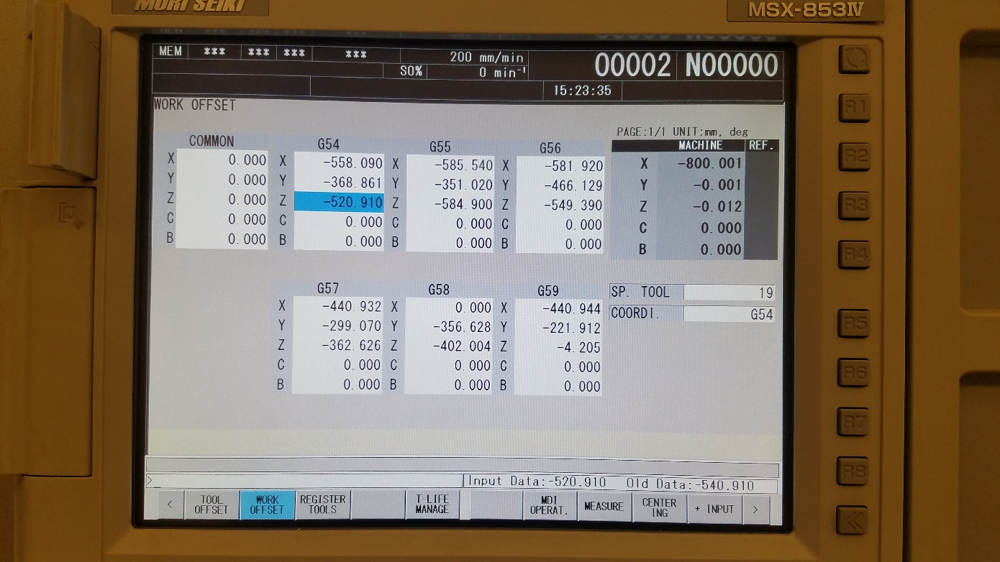 MORI SEIKI
MSX-853IV
MEM *** *** *** ***
200 mm/min
S0% 0 min⁻¹
O0002 N00000
15:23:35
WORK OFFSET
PAGE:1/1 UNIT:mm, deg
COMMON
X 0.000
Y 0.000
Z 0.000
C 0.000
B 0.000
G54
X -558.090
Y -368.861
Z -520.910
C 0.000
B 0.000
G55
X -585.540
Y -351.020
Z -584.900
C 0.000
B 0.000
G56
X -581.920
Y -466.129
Z -549.390
C 0.000
B 0.000
MACHINE REF.
X -800.001
Y -0.001
Z -0.012
C 0.000
B 0.000
G57
X -440.932
Y -299.070
Z -362.626
C 0.000
B 0.000
G58
X 0.000
Y -356.628
Z -402.004
C 0.000
B 0.000
G59
X -440.944
Y -221.912
Z -4.205
C 0.000
B 0.000
SP. TOOL 19
COORDI. G54
>_
Input Data:-520.910 Old Data:-540.910
<
TOOL
OFFSET
WORK
OFFSET
REGISTER
TOOLS
T-LIFE
MANAGE
MDI
OPERAT.
MEASURE
CENTER
ING
+ INPUT
>
R1
R2
R3
R4
R5
R6
R7
R8